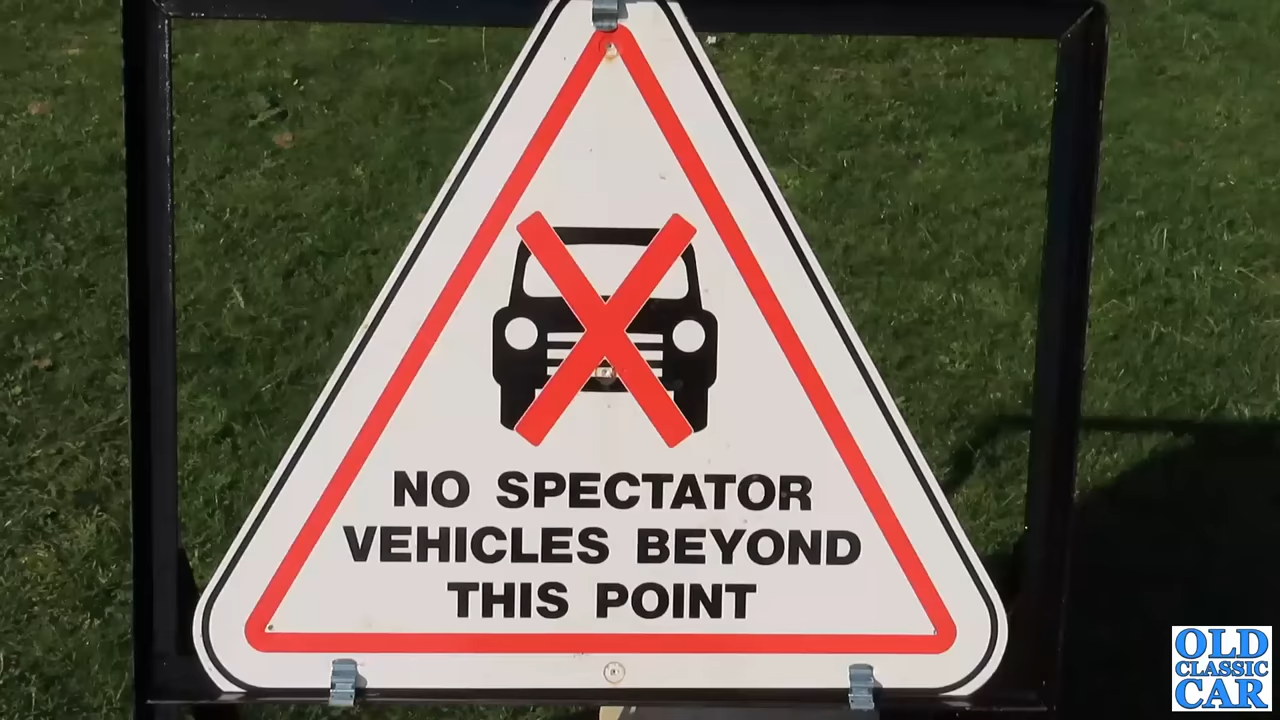 NO SPECTATOR
VEHICLES BEYOND
THIS POINT
OLD
CLASSIC
CAR